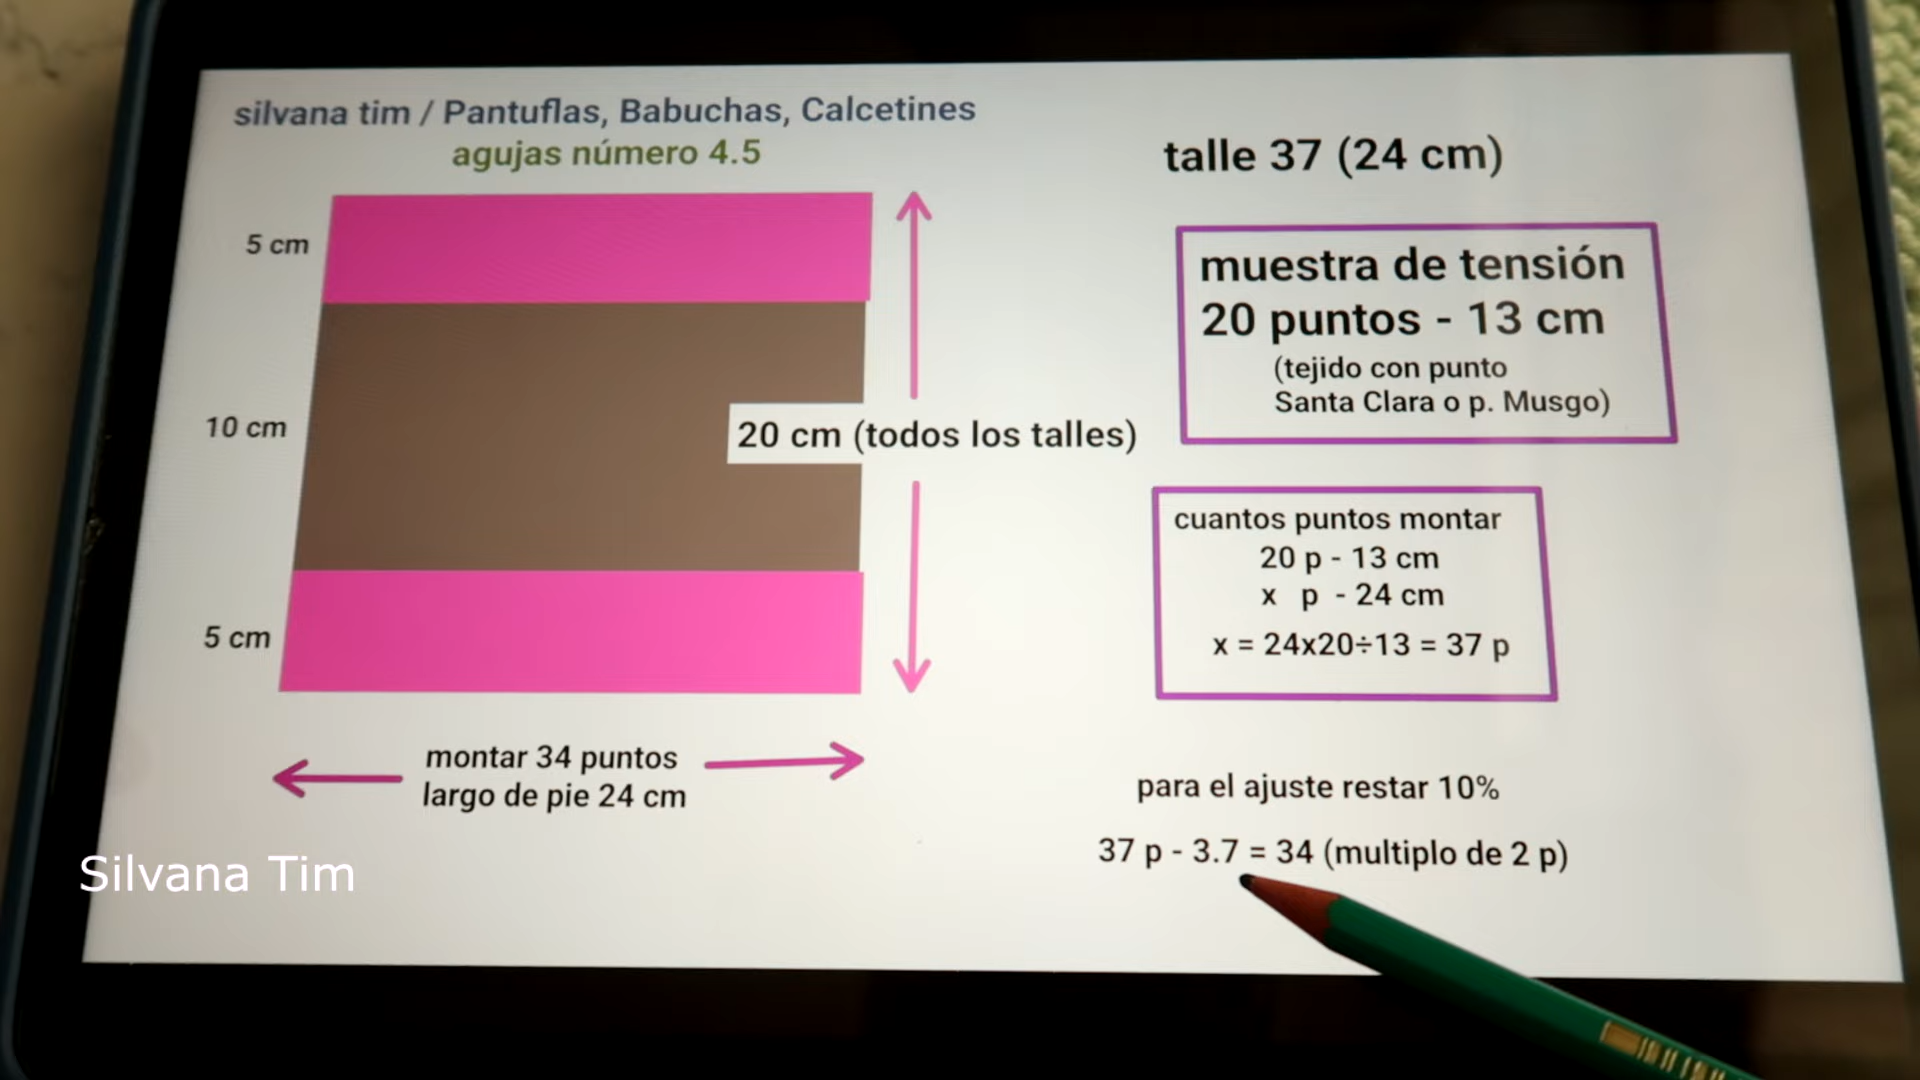 silvana tim / Pantuflas, Babuchas, Calcetines
agujas número 4.5
5 cm
10 cm
5 cm
20 cm (todos los talles)
montar 34 puntos
largo de pie 24 cm
talle 37 (24 cm)
muestra de tensión
20 puntos - 13 cm
(tejido con punto
Santa Clara o p. Musgo)
cuantos puntos montar
20 p - 13 cm
x p - 24 cm
x = 24x20÷13 = 37 p
para el ajuste restar 10%
37 p - 3.7 = 34 (multiplo de 2 p)
Silvana Tim